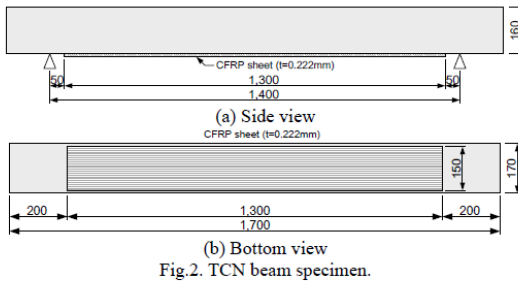 160
CFRP sheet (t=0.222mm)
50 1,300 50
1,400
(a) Side view
CFRP sheet (t=0.222mm)
150
170
200 1,300 200
1,700
(b) Bottom view
Fig.2. TCN beam specimen.